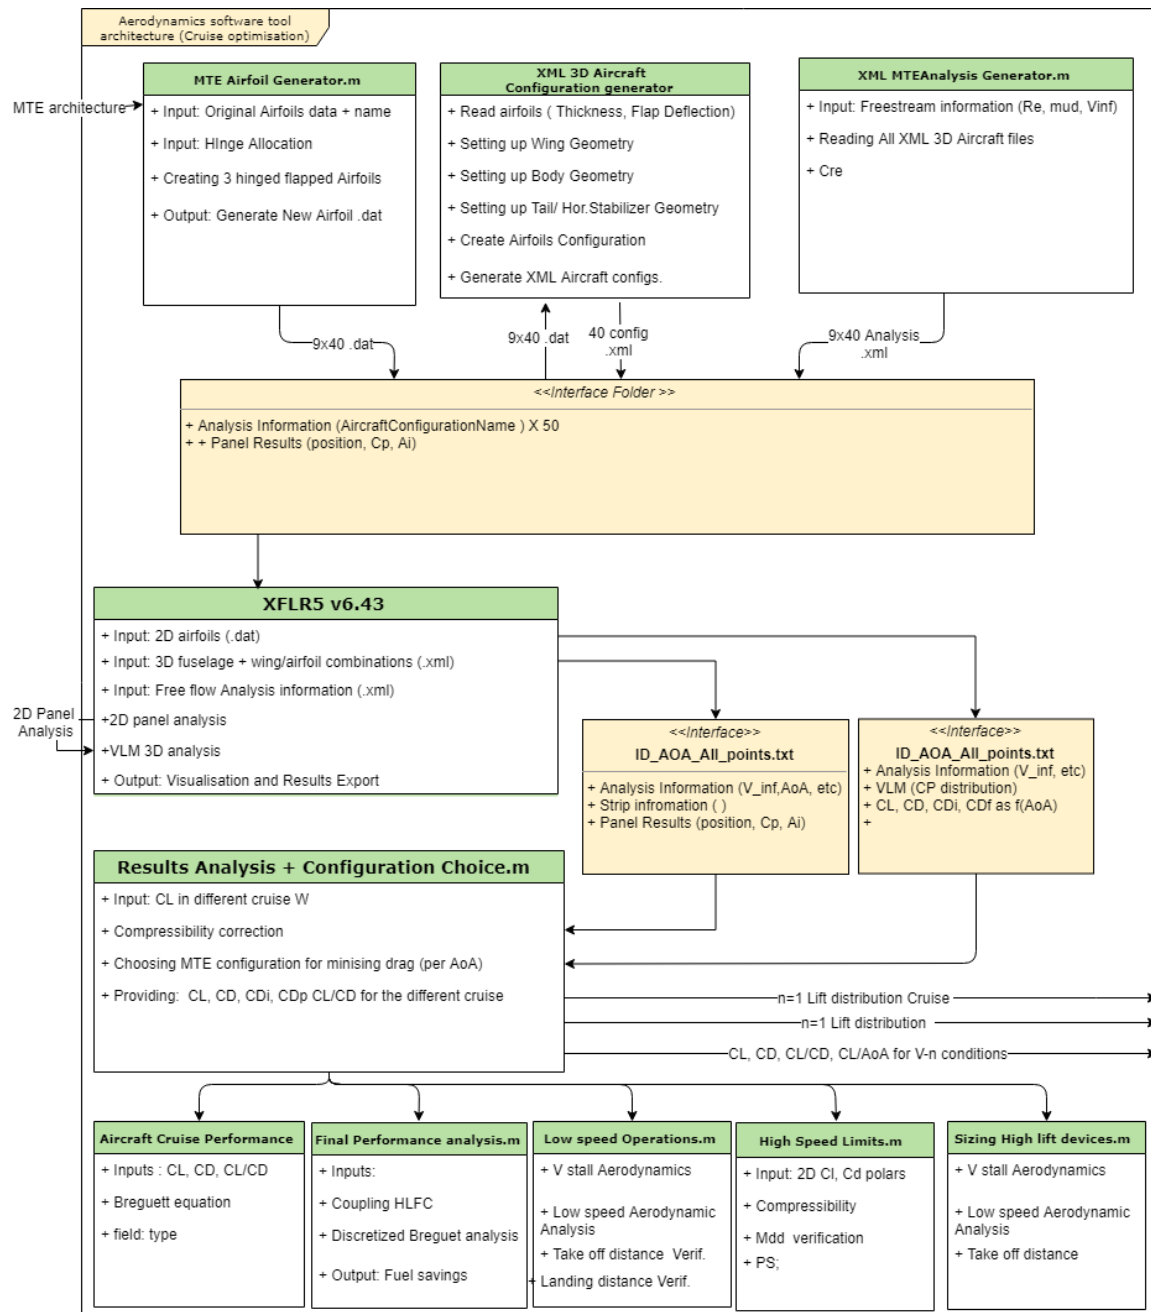 Aerodynamics software tool
architecture (Cruise optimisation)
MTE architecture
MTE Airfoil Generator.m
+ Input: Original Airfoils data + name
+ Input: HInge Allocation
+ Creating 3 hinged flapped Airfoils
+ Output: Generate New Airfoil .dat
XML 3D Aircraft
Configuration generator
+ Read airfoils ( Thickness, Flap Deflection)
+ Setting up Wing Geometry
+ Setting up Body Geometry
+ Setting up Tail/ Hor.Stabilizer Geometry
+ Create Airfoils Configuration
+ Generate XML Aircraft configs.
XML MTEAnalysis Generator.m
+ Input: Freestream information (Re, mud, Vinf)
+ Reading All XML 3D Aircraft files
+ Cre
9x40 .dat
9x40 .dat
40 config
.xml
9x40 Analysis
.xml
<<Interface Folder >>
+ Analysis Information (AircraftConfigurationName ) X 50
+ + Panel Results (position, Cp, Ai)
XFLR5 v6.43
+ Input: 2D airfoils (.dat)
+ Input: 3D fuselage + wing/airfoil combinations (.xml)
+ Input: Free flow Analysis information (.xml)
+2D panel analysis
+VLM 3D analysis
+ Output: Visualisation and Results Export
2D Panel
Analysis
<<Interface>>
ID_AOA_All_points.txt
+ Analysis Information (V_inf,AoA, etc)
+ Strip infromation ( )
+ Panel Results (position, Cp, Ai)
<<Interface>>
ID_AOA_All_points.txt
+ Analysis Information (V_inf, etc)
+ VLM (CP distribution)
+ CL, CD, CDi, CDf as f(AoA)
+
Results Analysis + Configuration Choice.m
+ Input: CL in different cruise W
+ Compressibility correction
+ Choosing MTE configuration for minising drag (per AoA)
+ Providing: CL, CD, CDi, CDp CL/CD for the different cruise
n=1 Lift distribution Cruise
n=1 Lift distribution
CL, CD, CL/CD, CL/AoA for V-n conditions
Aircraft Cruise Performance
+ Inputs : CL, CD, CL/CD
+ Breguett equation
+ field: type
Final Performance analysis.m
+ Inputs:
+ Coupling HLFC
+ Discretized Breguet analysis
+ Output: Fuel savings
Low speed Operations.m
+ V stall Aerodynamics
+ Low speed Aerodynamic
Analysis
+ Take off distance Verif.
+ Landing distance Verif.
High Speed Limits.m
+ Input: 2D Cl, Cd polars
+ Compressibility
+ Mdd verification
+ PS;
Sizing High lift devices.m
+ V stall Aerodynamics
+ Low speed Aerodynamic
Analysis
+ Take off distance